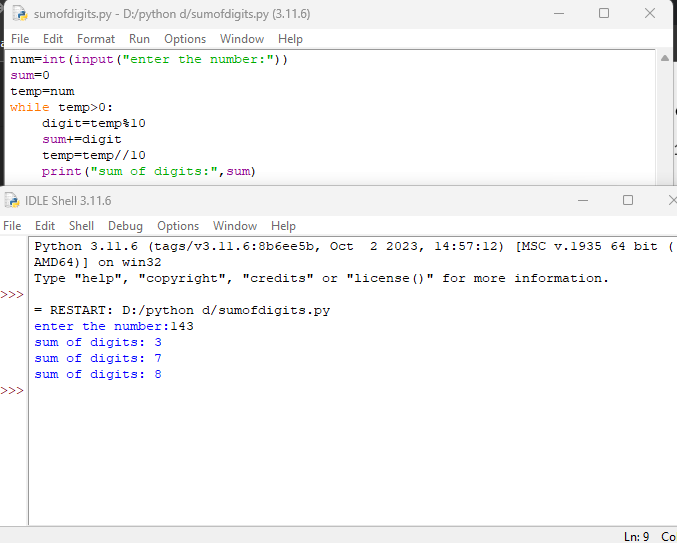 sumofdigits.py - D:/python d/sumofdigits.py (3.11.6)
File Edit Format Run Options Window Help
num=int(input("enter the number:"))
sum=0
temp=num
while temp>0:
    digit=temp%10
    sum+=digit
    temp=temp//10
    print("sum of digits:",sum)
IDLE Shell 3.11.6
File Edit Shell Debug Options Window Help
Python 3.11.6 (tags/v3.11.6:8b6ee5b, Oct  2 2023, 14:57:12) [MSC v.1935 64 bit (
AMD64)] on win32
Type "help", "copyright", "credits" or "license()" for more information.
>>>
= RESTART: D:/python d/sumofdigits.py
enter the number:143
sum of digits: 3
sum of digits: 7
sum of digits: 8
>>>
Ln: 9 Co